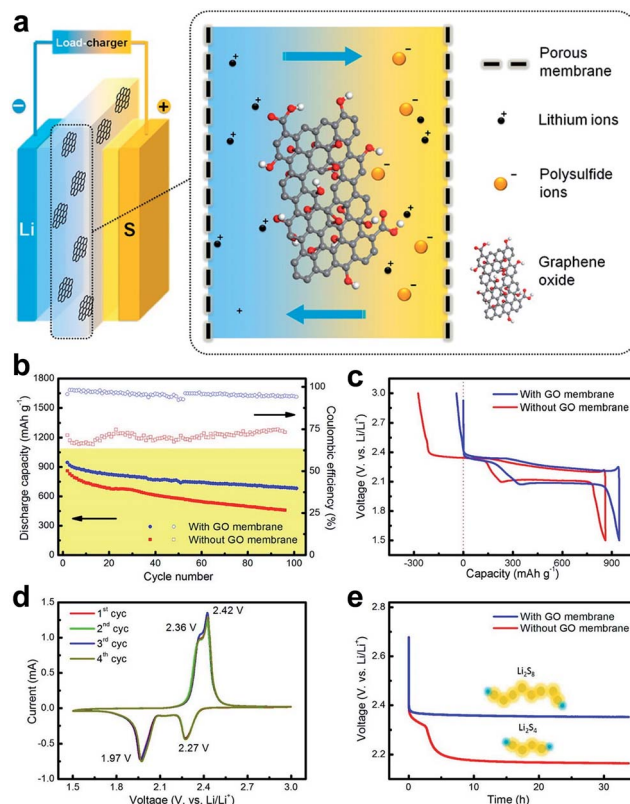 a
Load-charger
Li
S
Porous
membrane
Lithium ions
Polysulfide
ions
Graphene
oxide
b
Discharge capacity (mAh g⁻¹)
1800
1500
1200
900
600
300
0
0
20
40
60
80
100
Cycle number
100
75
50
25
0
Coulombic efficiency (%)
With GO membrane
Without GO membrane
c
Voltage (V. vs. Li/Li⁺)
3.0
2.5
2.0
1.5
-300
0
300
600
900
Capacity (mAh g⁻¹)
With GO membrane
Without GO membrane
d
Current (mA)
1.5
1.0
0.5
0.0
-0.5
-1.0
1.5
1.8
2.1
2.4
2.7
3.0
Voltage (V. vs. Li/Li⁺)
1ˢᵗ cyc
2ⁿᵈ cyc
3ʳᵈ cyc
4ᵗʰ cyc
2.42 V
2.36 V
1.97 V
2.27 V
e
Voltage (V. vs. Li/Li⁺)
2.8
2.6
2.4
2.2
0
10
20
30
Time (h)
With GO membrane
Without GO membrane
Li₂S₈
Li₂S₄